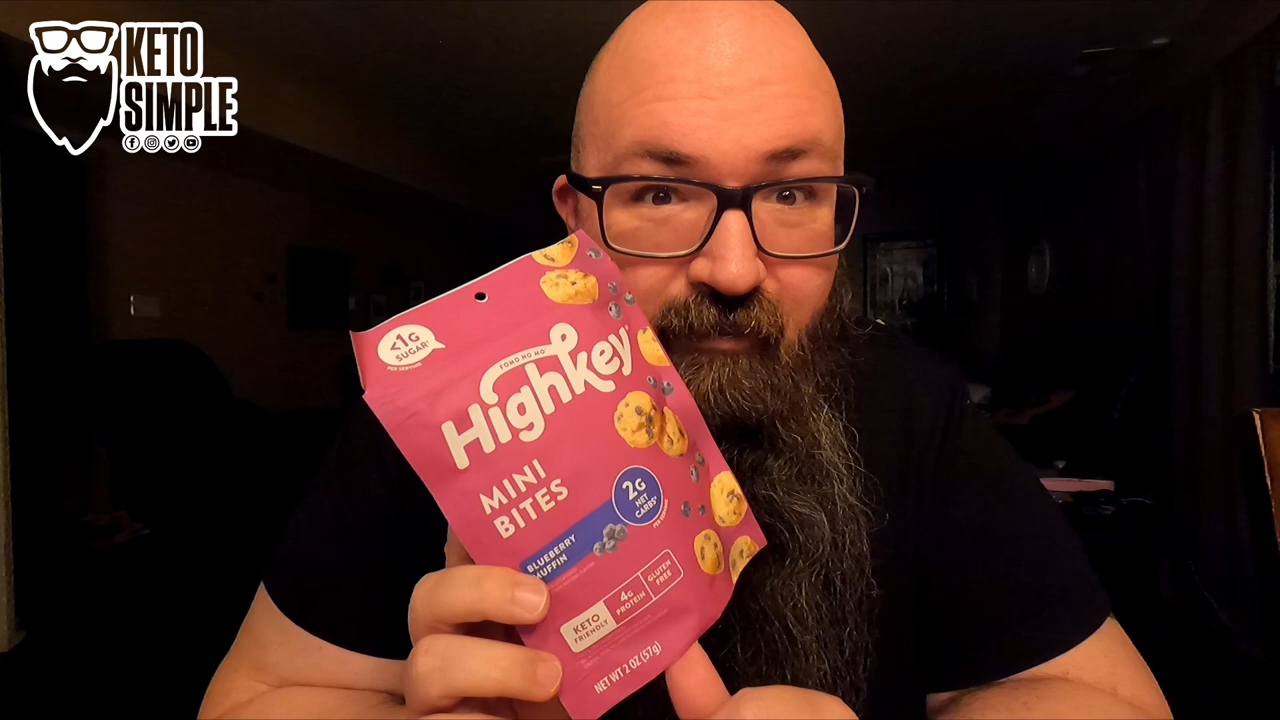 KETO
SIMPLE
<1G
SUGAR*
PER SERVING
FOMO NO MO®
Highkey®
MINI
BITES
2G
NET
CARBS*
PER SERVING
BLUEBERRY
MUFFIN
KETO
FRIENDLY
4G
PROTEIN
GLUTEN
FREE
NET WT 2 OZ (57g)